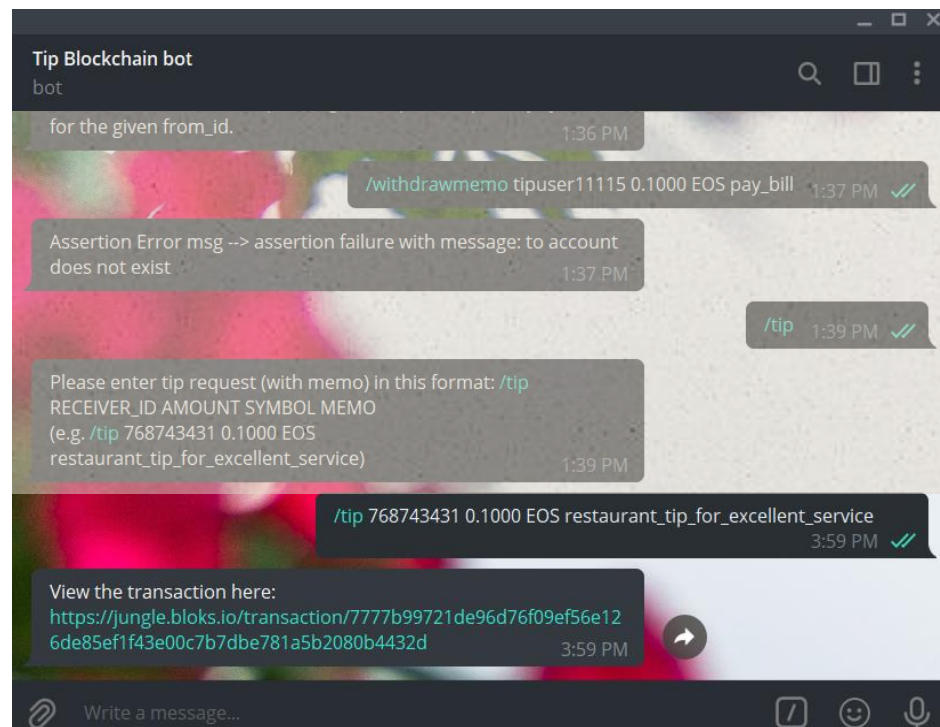 Tip Blockchain bot
bot
for the given from_id.
1:36 PM
/withdrawmemo tipuser11115 0.1000 EOS pay_bill 1:37 PM
Assertion Error msg --> assertion failure with message: to account
does not exist
1:37 PM
/tip 1:39 PM
Please enter tip request (with memo) in this format: /tip
RECEIVER_ID AMOUNT SYMBOL MEMO
(e.g. /tip 768743431 0.1000 EOS
restaurant_tip_for_excellent_service)
1:39 PM
/tip 768743431 0.1000 EOS restaurant_tip_for_excellent_service
3:59 PM
View the transaction here:
https://jungle.bloks.io/transaction/7777b99721de96d76f09ef56e12
6de85ef1f43e00c7b7dbe781a5b2080b4432d
3:59 PM
Write a message...